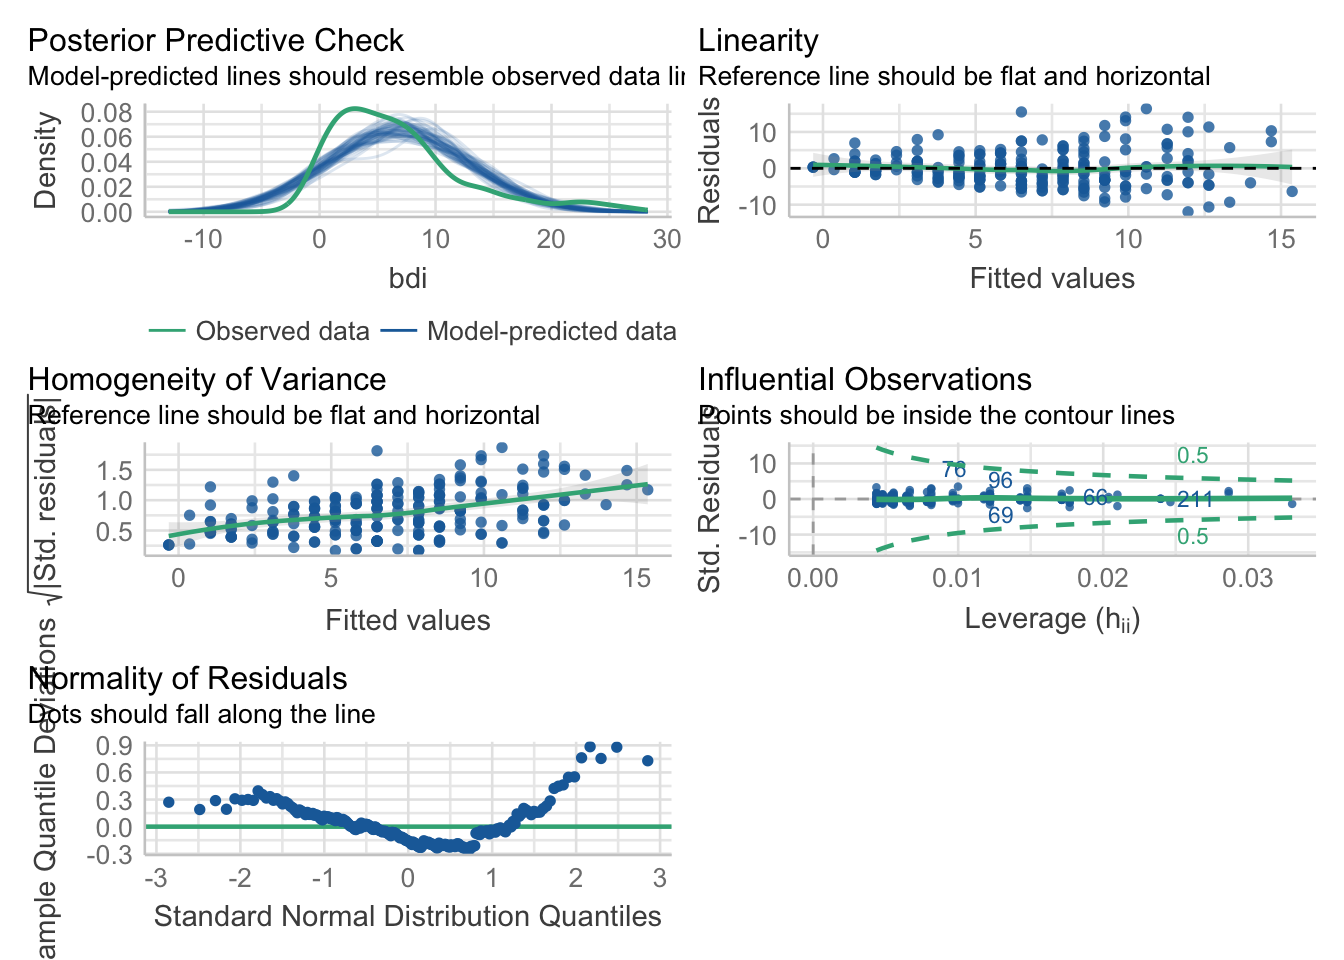 Posterior Predictive Check
Model-predicted lines should resemble observed data lin
Density
0.08
0.06
0.04
0.02
0.00
-10 0 10 20 30
bdi
Observed data Model-predicted data
Linearity
Reference line should be flat and horizontal
Residuals
10
0
-10
0 5 10 15
Fitted values
Homogeneity of Variance
Reference line should be flat and horizontal
√|Std. residuals|
1.5
1.0
0.5
0 5 10 15
Fitted values
Influential Observations
Points should be inside the contour lines
Std. Residuals
10
0
-10
0.5
76
96
66
211
69
0.5
0.00 0.01 0.02 0.03
Leverage (hii)
Normality of Residuals
Dots should fall along the line
ample Quantile Deviations
0.9
0.6
0.3
0.0
-0.3
-3 -2 -1 0 1 2 3
Standard Normal Distribution Quantiles